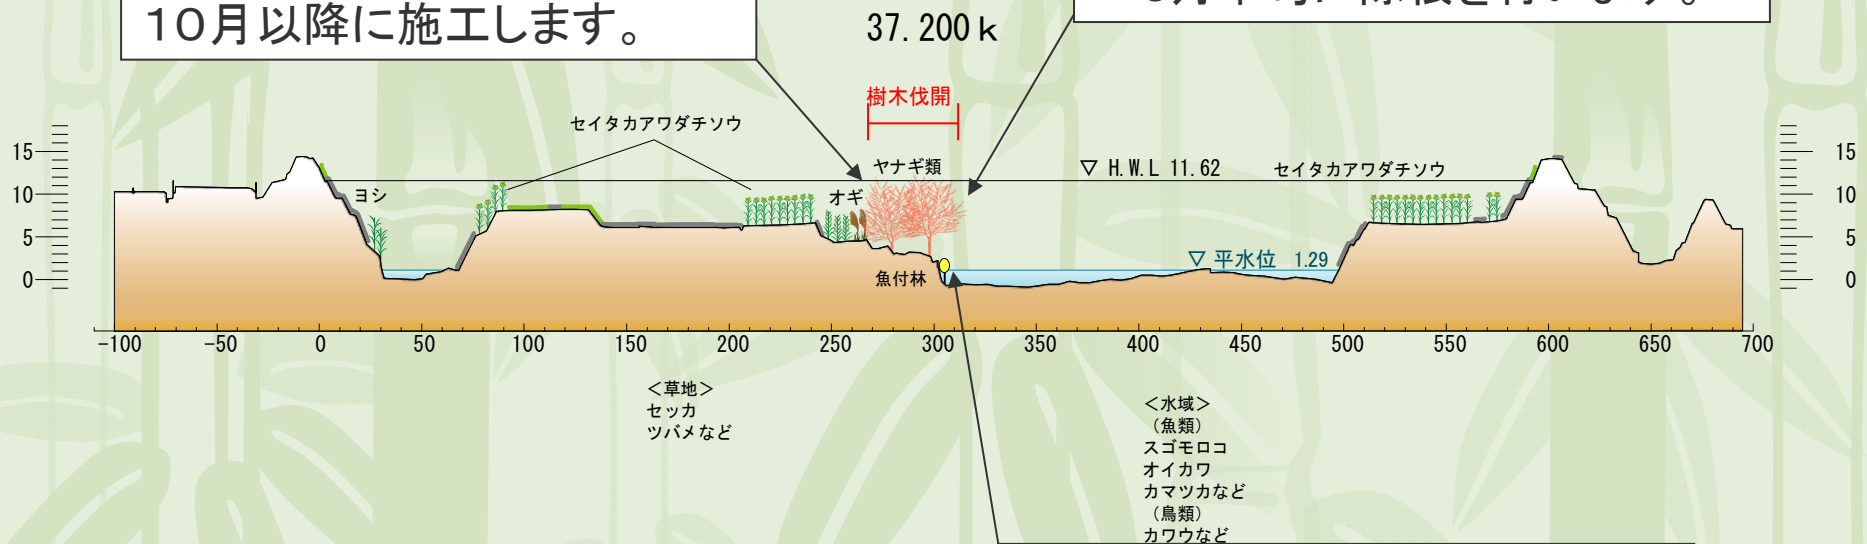 10月以降に施工します。
37.200k
樹木伐開
セイタカアワダチソウ
ヤナギ類
▽ H.W.L 11.62
セイタカアワダチソウ
ヨシ
オギ
魚付林
▽ 平水位 1.29
15
10
5
0
15
10
5
0
-100 -50 0 50 100 150 200 250 300 350 400 450 500 550 600 650 700
<草地>
セッカ
ツバメなど
<水域>
(魚類)
スゴモロコ
オイカワ
カマツカなど
(鳥類)
カワウなど